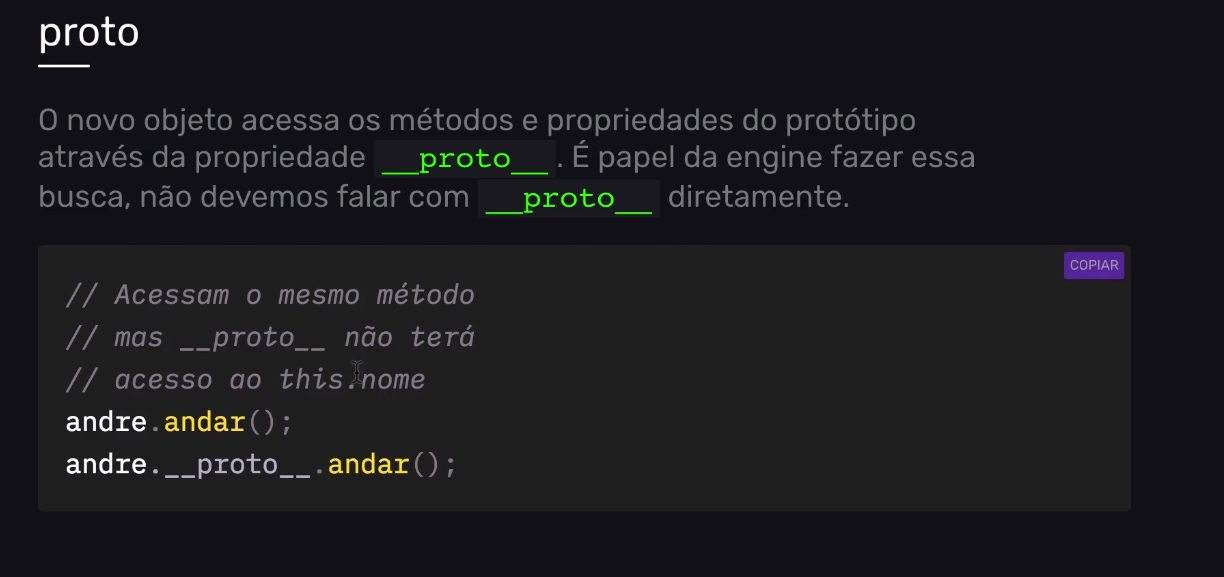 proto
O novo objeto acessa os métodos e propriedades do protótipo
através da propriedade __proto__. É papel da engine fazer essa
busca, não devemos falar com __proto__ diretamente.
COPIAR
// Acessam o mesmo método
// mas __proto__ não terá
// acesso ao this.nome
andre.andar();
andre.__proto__.andar();